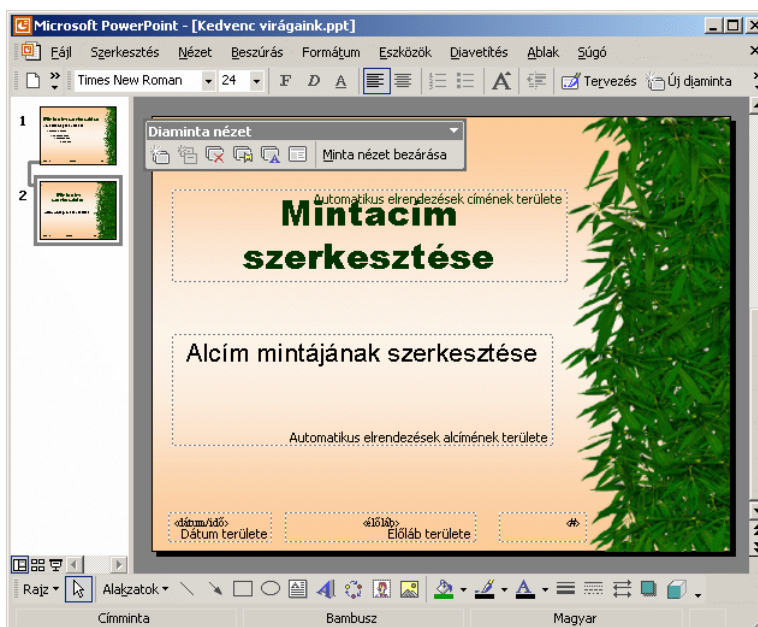 Microsoft PowerPoint - [Kedvenc virágaink.ppt]
Fájl Szerkesztés Nézet Beszúrás Formátum Eszközök Diavetítés Ablak Súgó
Times New Roman 24 F D A A Tervezés Új diaminta
1
2
Diaminta nézet
Minta nézet bezárása
Automatikus elrendezések címének területe
Mintacím
szerkesztése
Alcím mintájának szerkesztése
Automatikus elrendezések alcímének területe
‹dátum/idő›
Dátum területe
‹élőláb›
Élőláb területe
‹#›
Rajz Alakzatok
Címminta Bambusz Magyar